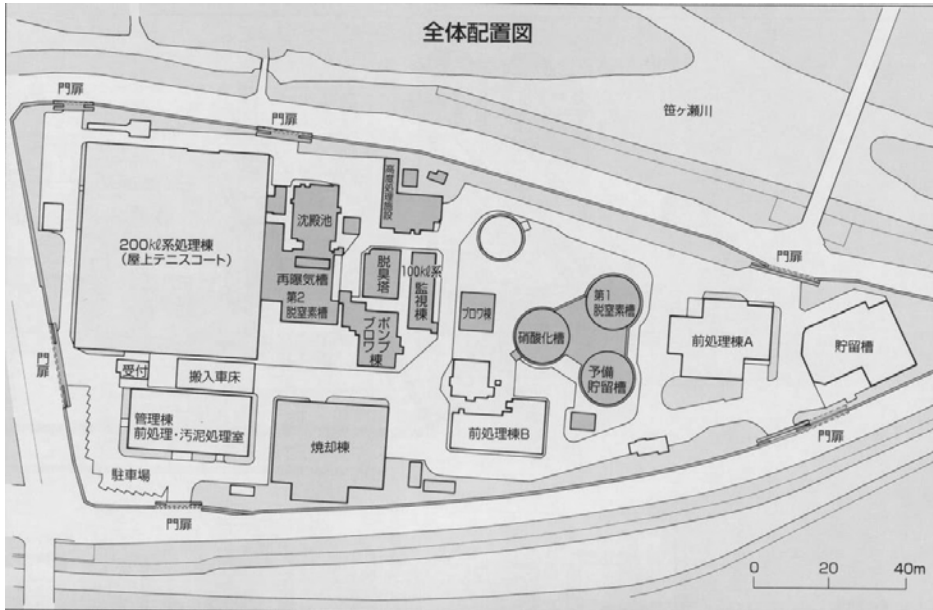 全体配置図
門扉
門扉
笹ヶ瀬川
高度処理施設
沈殿池
200kℓ系処理棟
(屋上テニスコート)
再曝気槽
第2
脱窒素槽
脱臭塔
100kℓ系
監視棟
ポンプ
ブロワ棟
ブロワ棟
硝酸化槽
第1
脱窒素槽
予備
貯留槽
門扉
前処理棟A
貯留槽
門扉
受付
搬入車床
管理棟
前処理・汚泥処理室
焼却棟
前処理棟B
門扉
駐車場
門扉
0 20 40m